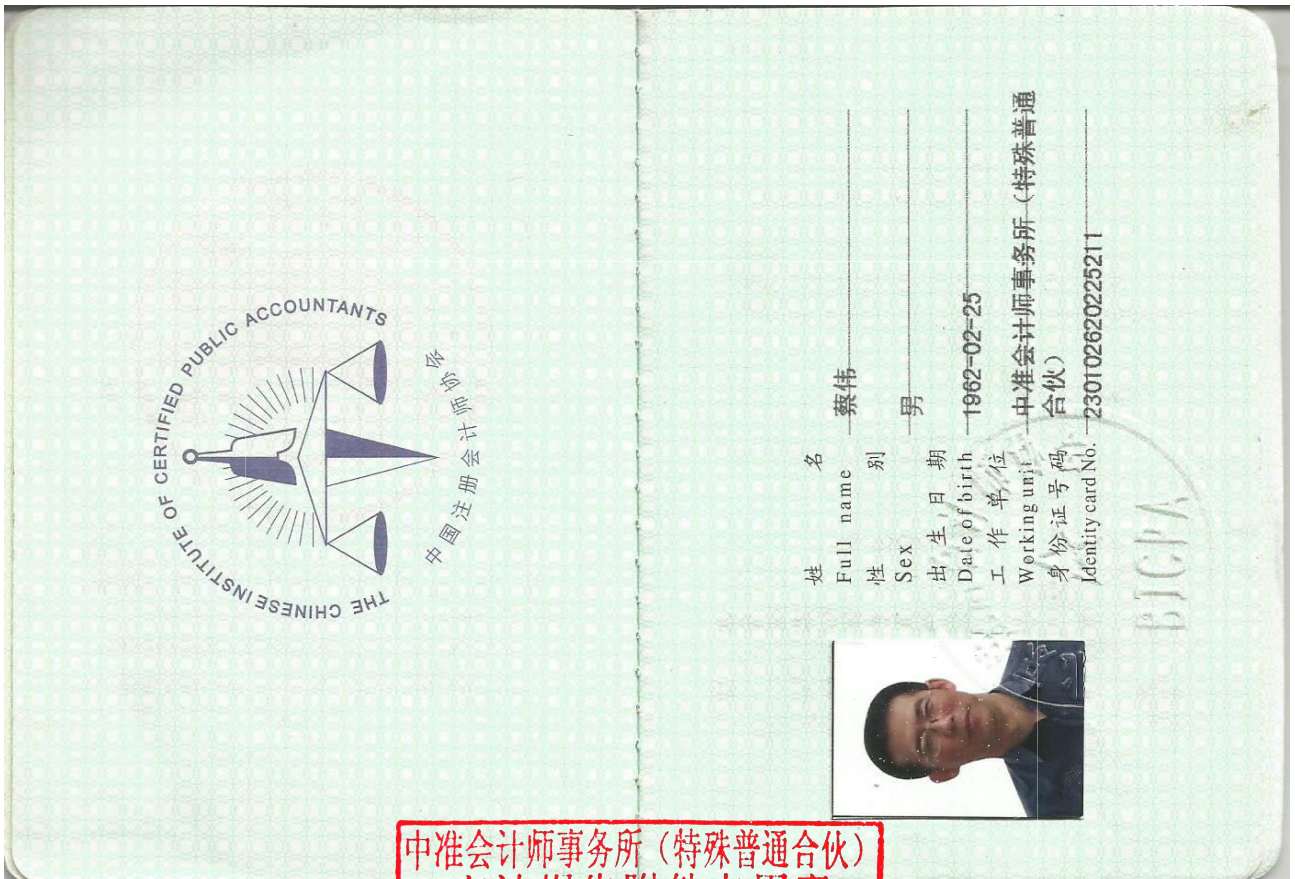 THE CHINESE INSTITUTE OF CERTIFIED PUBLIC ACCOUNTANTS
中国注册会计师协会
姓 名 蔡伟
Full name
性 别 男
Sex
出 生 日 期 1962-02-25
Date of birth
工 作 单 位 中准会计师事务所（特殊普通
Working unit 合伙）
身 份 证 号 码 230102620225211
Identity card No.
BICPA
中准会计师事务所（特殊普通合伙）